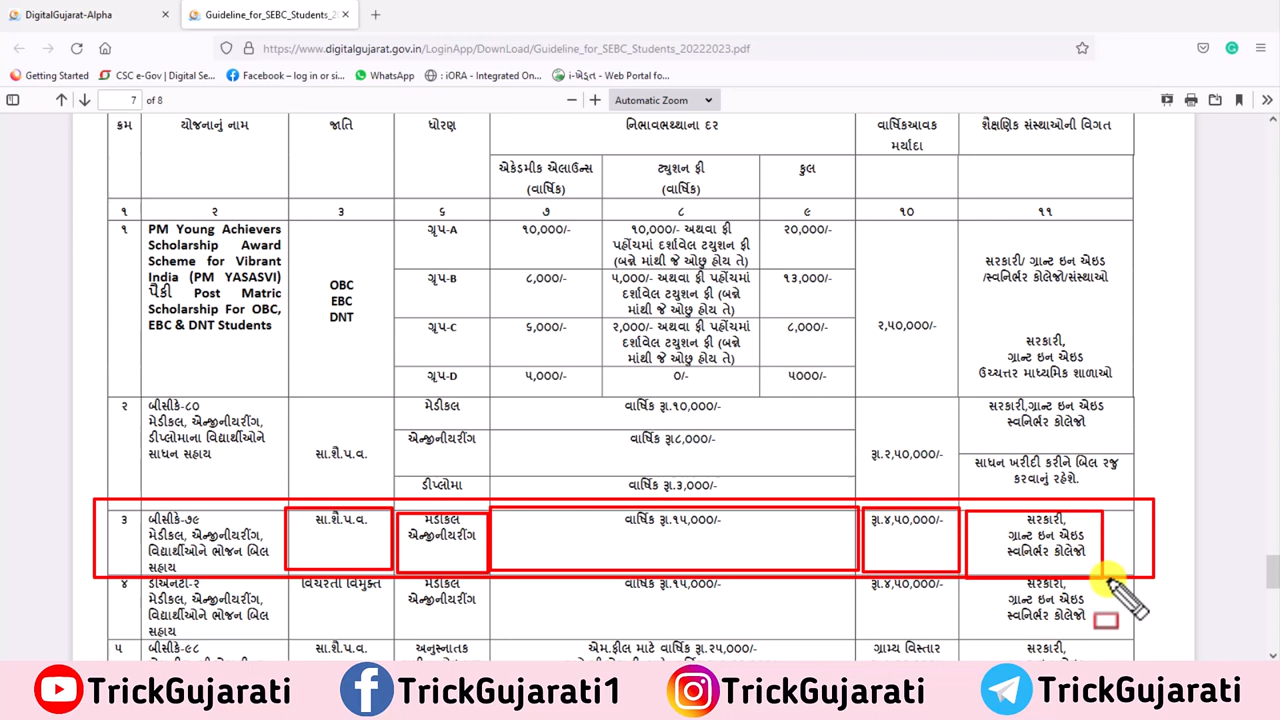 DigitalGujarat-Alpha
Guideline_for_SEBC_Students_2
https://www.digitalgujarat.gov.in/LoginApp/DownLoad/Guideline_for_SEBC_Students_20222023.pdf
Getting Started
CSC e-Gov | Digital Se...
Facebook – log in or si...
WhatsApp
: iORA - Integrated On...
i-ખેડૂત - Web Portal fo...
7 of 8
Automatic Zoom
ક્રમ યોજનાનું નામ જાતિ ધોરણ નિભાવભથ્થાના દર વાર્ષિકઆવક શૈક્ષણિક સંસ્થાઓની વિગત
મર્યાદા
એકેડમીક એલાઉન્સ ટ્યુશન ફી કુલ
(વાર્ષિક) (વાર્ષિક)
૧ ૨ ૩ ૬ ૭ ૮ ૯ ૧૦ ૧૧
૧
PM Young Achievers
Scholarship Award
Scheme for Vibrant
India (PM YASASVI)
પૈકી Post Matric
Scholarship For OBC,
EBC & DNT Students
OBC
EBC
DNT
ગ્રૃપ-A ૧૦,૦૦૦/- ૧૦,૦૦૦/- અથવા ફી ૨૦,૦૦૦/-
પહોંચમાં દર્શાવેલ ટયુશન ફી
(બન્ને માંથી જે ઓછુ હોય તે)
ગ્રૃપ-B ૮,૦૦૦/- ૫,૦૦૦/- અથવા ફી પહોંચમાં ૧૩,૦૦૦/-
દર્શાવેલ ટયુશન ફી (બન્ને
માંથી જે ઓછુ હોય તે)
ગ્રૃપ-C ૬,૦૦૦/- ૨,૦૦૦/- અથવા ફી પહોંચમાં ૮,૦૦૦/-
દર્શાવેલ ટયુશન ફી (બન્ને
માંથી જે ઓછુ હોય તે)
ગ્રૃપ-D ૫,૦૦૦/- ૦/- ૫૦૦૦/-
૨,૫૦,૦૦૦/-
સરકારી/ ગ્રાન્ટ ઇન એઇડ
/સ્વનિર્ભર કોલેજો/સંસ્થાઓ
સરકારી,
ગ્રાન્ટ ઇન એઇડ
ઉચ્ચત્તર માધ્યમિક શાળાઓ
૨
બીસીકે-૮૦
મેડીકલ, એન્જીનીયરીંગ,
ડીપ્લોમાના વિદ્યાર્થીઓને
સાધન સહાય
સા.શૈ.પ.વ.
મેડીકલ વાર્ષિક રૂા.૧૦,૦૦૦/-
એન્જીનીયરીંગ વાર્ષિક રૂા૮,૦૦૦/-
ડીપ્લોમા વાર્ષિક રૂા.૩,૦૦૦/-
રૂા.૨,૫૦,૦૦૦/-
સરકારી,ગ્રાન્ટ ઇન એઇડ
સ્વનિર્ભર કોલેજો
સાધન ખરીદી કરીને બિલ રજુ
કરવાનું રહેશે.
૩ બીસીકે-૭૯ સા.શૈ.પ.વ. મેડીકલ વાર્ષિક રૂા.૧૫,૦૦૦/- રૂા.૪,૫૦,૦૦૦/- સરકારી,
મેડીકલ, એન્જીનીયરીંગ, એન્જીનીયરીંગ ગ્રાન્ટ ઇન એઇડ
વિદ્યાર્થીઓને ભોજન બિલ સ્વનિર્ભર કોલેજો
સહાય
૪ ડીએનટી-૨ વિચરતી વિમુક્ત મેડીકલ વાર્ષિક રૂા.૧૫,૦૦૦/- રૂા.૪,૫૦,૦૦૦/- સરકારી,
મેડીકલ, એન્જીનીયરીંગ, એન્જીનીયરીંગ ગ્રાન્ટ ઇન એઇડ
વિદ્યાર્થીઓને ભોજન બિલ સ્વનિર્ભર કોલેજો
સહાય
૫ બીસીકે-૯૮ અનુસ્નાતક એમ.ફીલ માટે વાર્ષિક રૂા.૨૫,૦૦૦/- ગ્રામ્ય વિસ્તાર સરકારી,
TrickGujarati TrickGujarati1 TrickGujarati TrickGujarati